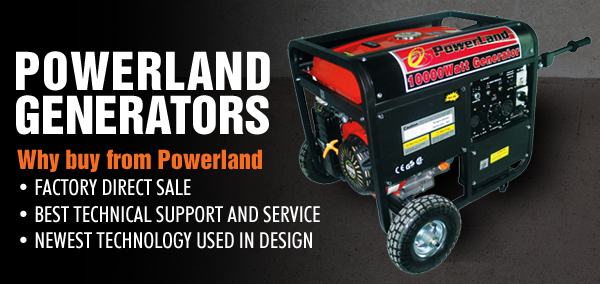 POWERLAND
GENERATORS
Why buy from Powerland
• FACTORY DIRECT SALE
• BEST TECHNICAL SUPPORT AND SERVICE
• NEWEST TECHNOLOGY USED IN DESIGN
PowerLand
10000Watt Generator